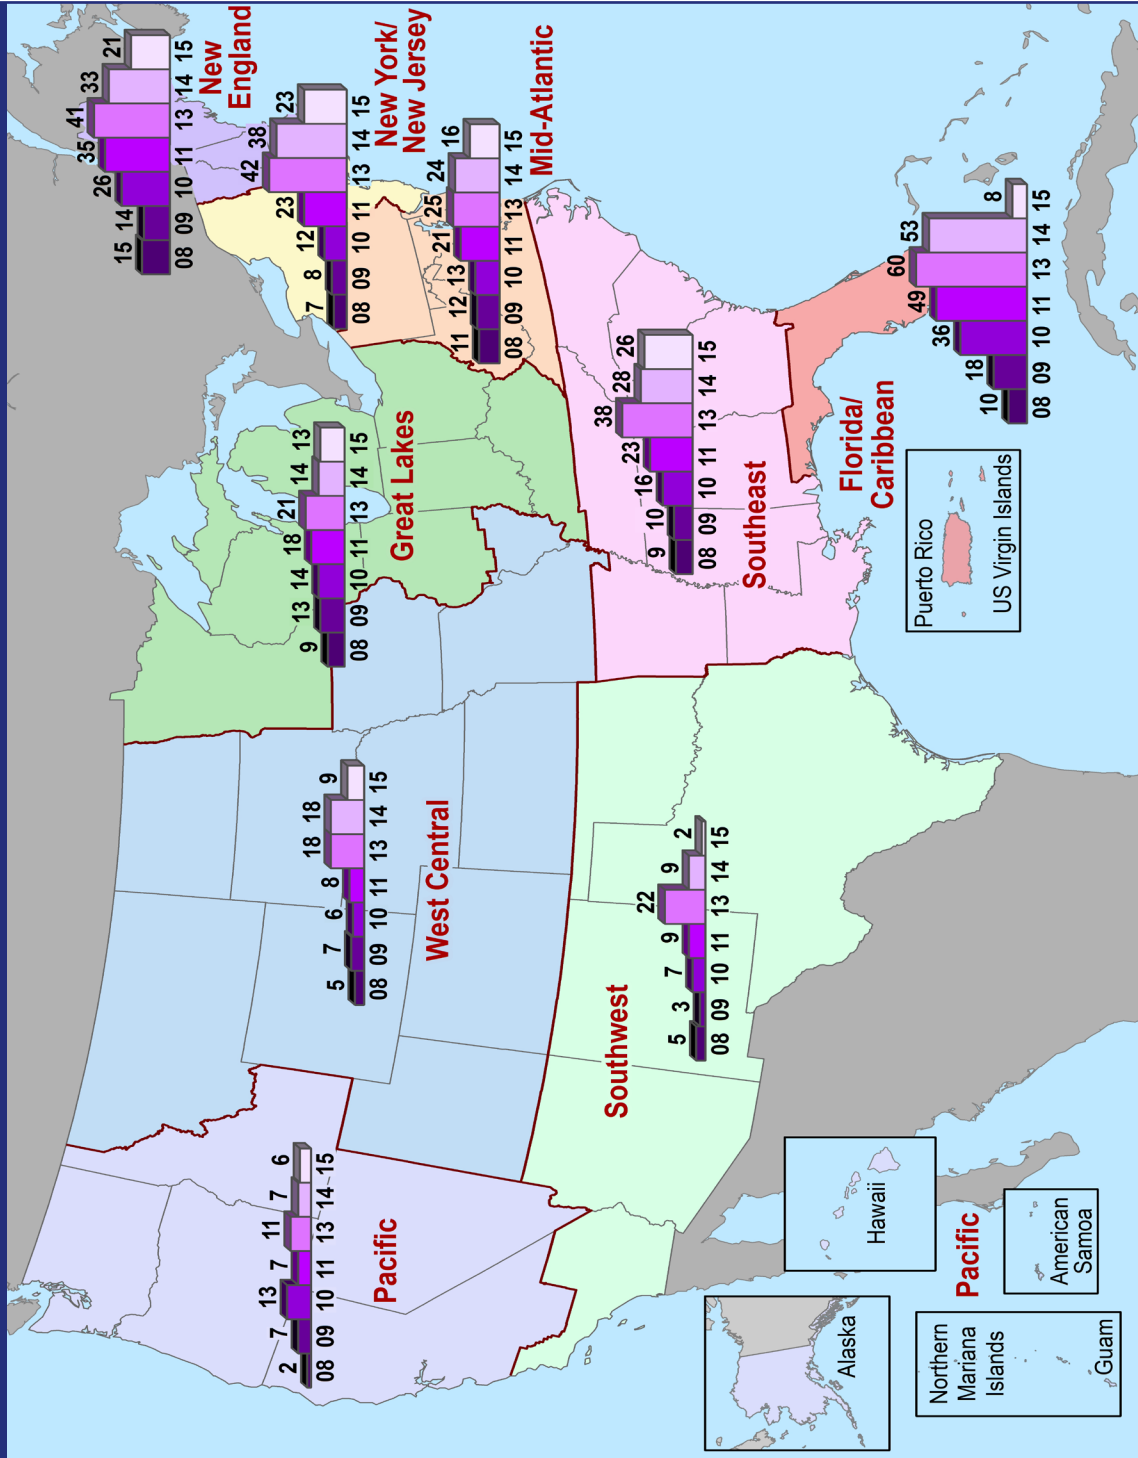 15 14 26 35 41 33 21
08 09 10 11 13 14 15
New
England
7 8 12 23 42 38 23
08 09 10 11 13 14 15
New York/
New Jersey
11 12 13 21 25 24 16
08 09 10 11 13 14 15
Mid-Atlantic
9 13 14 18 21 14 13
08 09 10 11 13 14 15
Great Lakes
5 7 6 8 18 18 9
08 09 10 11 13 14 15
West Central
2 7 13 7 11 7 6
08 09 10 11 13 14 15
Pacific
9 10 16 23 38 28 26
08 09 10 11 13 14 15
Southeast
Southwest
5 3 7 9 22 9 2
08 09 10 11 13 14 15
10 18 36 49 60 53 8
08 09 10 11 13 14 15
Florida/
Caribbean
Puerto Rico
US Virgin Islands
Alaska
Hawaii
Pacific
Northern
Mariana
Islands
Guam
American
Samoa